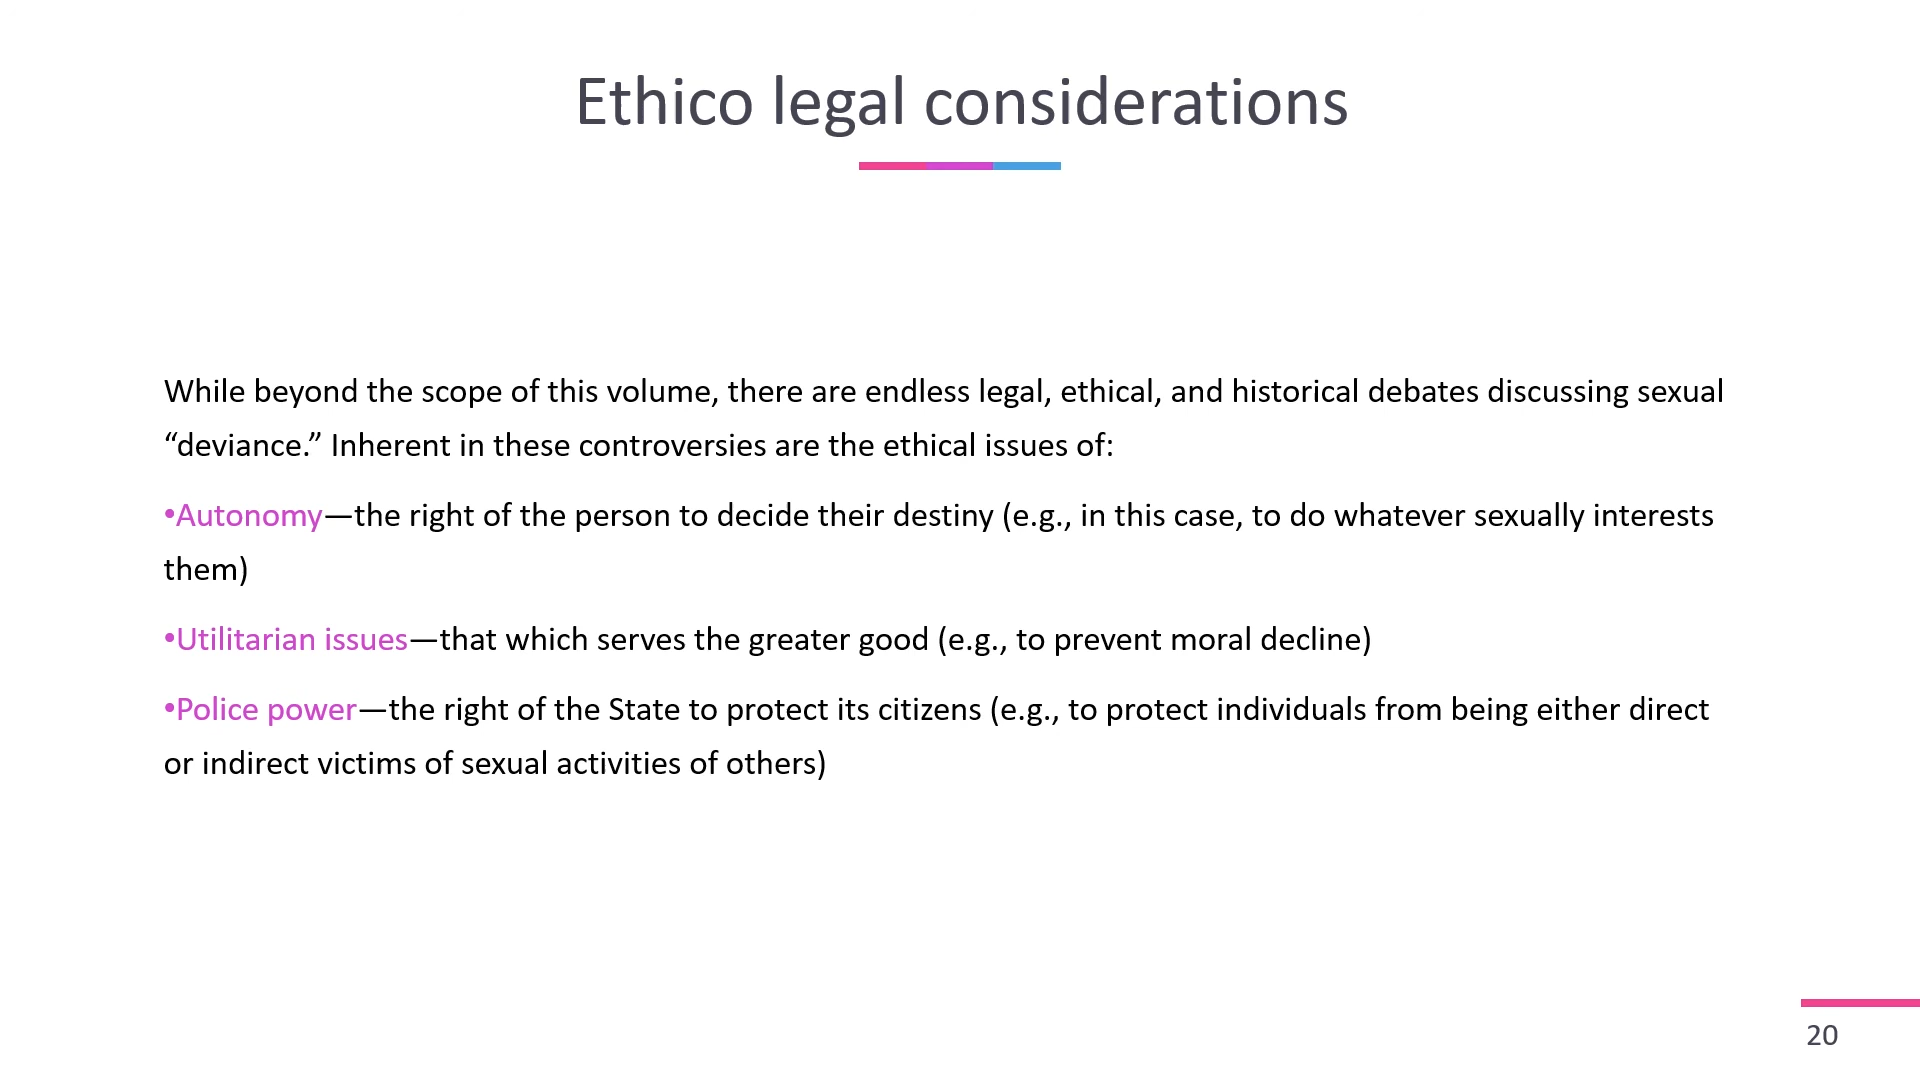 Ethico legal considerations
While beyond the scope of this volume, there are endless legal, ethical, and historical debates discussing sexual
“deviance.” Inherent in these controversies are the ethical issues of:
•Autonomy—the right of the person to decide their destiny (e.g., in this case, to do whatever sexually interests
them)
•Utilitarian issues—that which serves the greater good (e.g., to prevent moral decline)
•Police power—the right of the State to protect its citizens (e.g., to protect individuals from being either direct
or indirect victims of sexual activities of others)
20